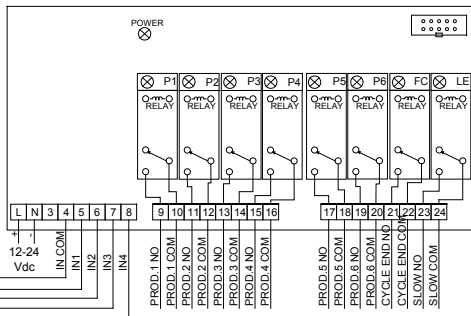 POWER
P1 P2 P3 P4 P5 P6 FC LE
RELAY RELAY RELAY RELAY RELAY RELAY RELAY RELAY
L N 3 4 5 6 7 8 9 10 11 12 13 14 15 16 17 18 19 20 21 22 23 24
+ -
12-24
Vdc
IN COM
IN1
IN2
IN3
IN4
PROD.1 NO
PROD.1 COM
PROD.2 NO
PROD.2 COM
PROD.3 NO
PROD.3 COM
PROD.4 NO
PROD.4 COM
PROD.5 NO
PROD.5 COM
PROD.6 NO
PROD.6 COM
CYCLE END NO
CYCLE END COM
SLOW NO
SLOW COM